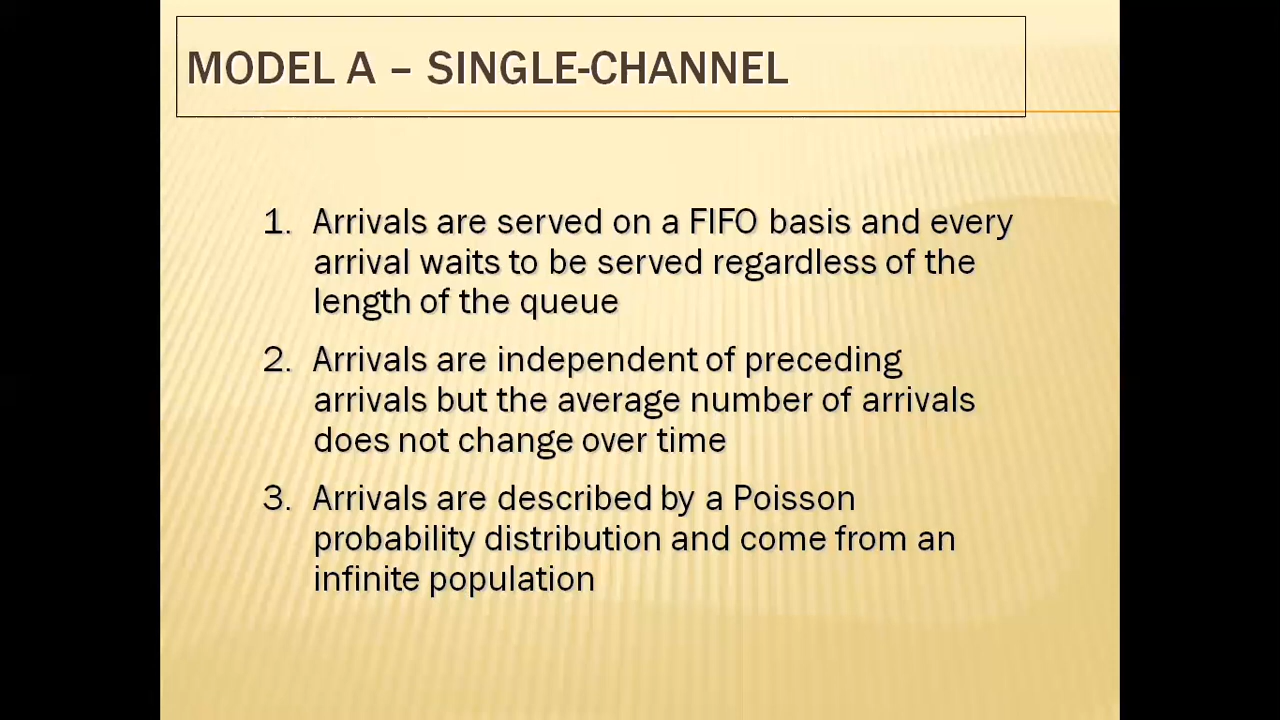 MODEL A – SINGLE-CHANNEL
1. Arrivals are served on a FIFO basis and every
arrival waits to be served regardless of the
length of the queue
2. Arrivals are independent of preceding
arrivals but the average number of arrivals
does not change over time
3. Arrivals are described by a Poisson
probability distribution and come from an
infinite population